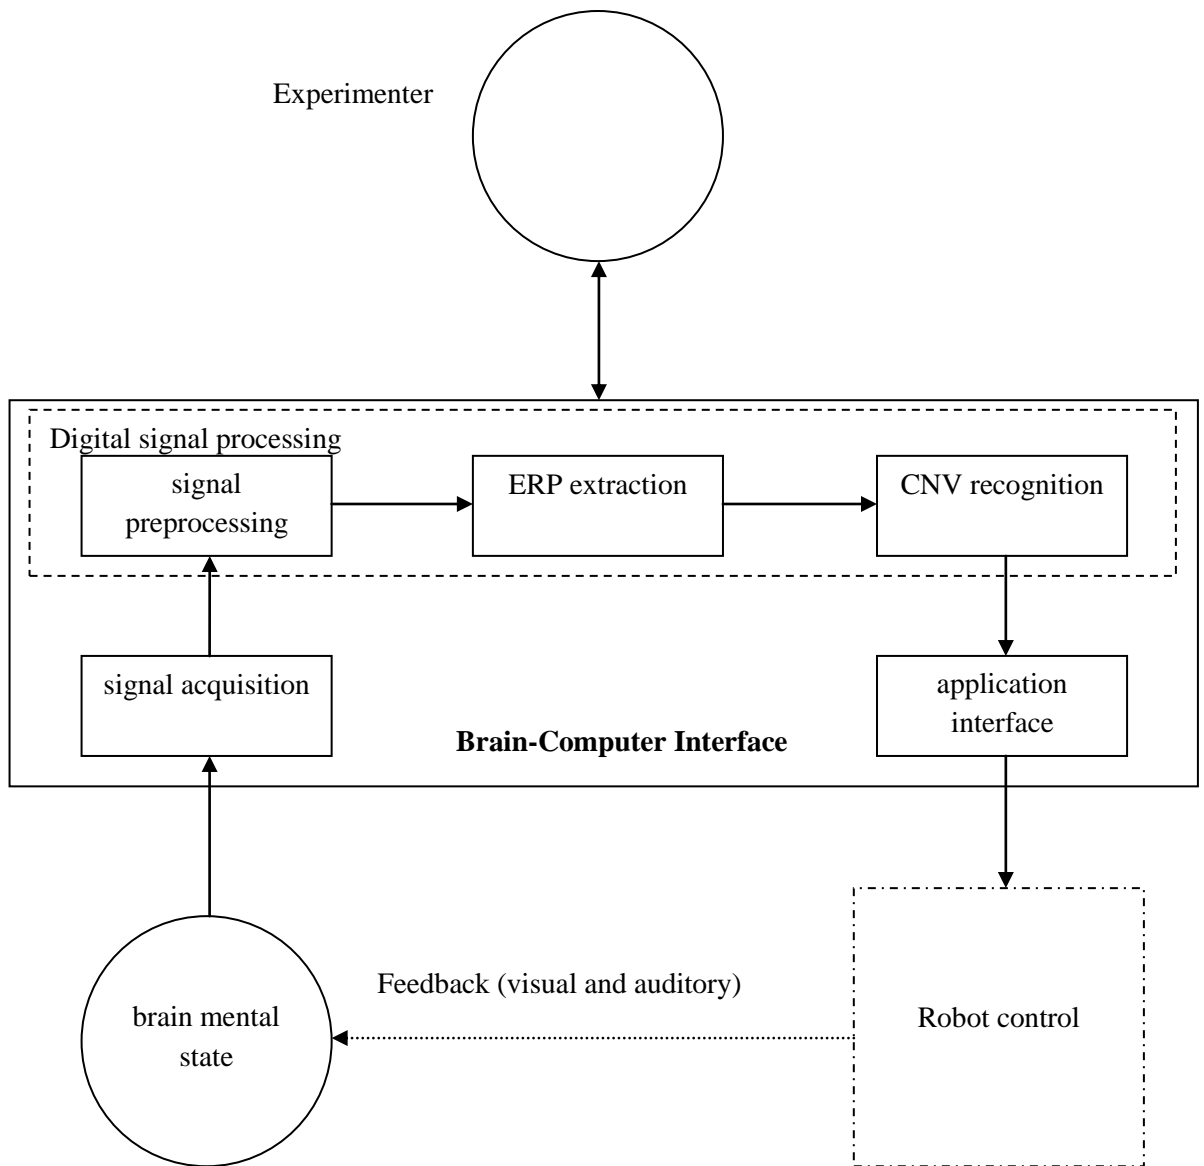 Experimenter
Digital signal processing
signal
preprocessing
ERP extraction
CNV recognition
signal acquisition
application
interface
Brain-Computer Interface
Feedback (visual and auditory)
brain mental
state
Robot control